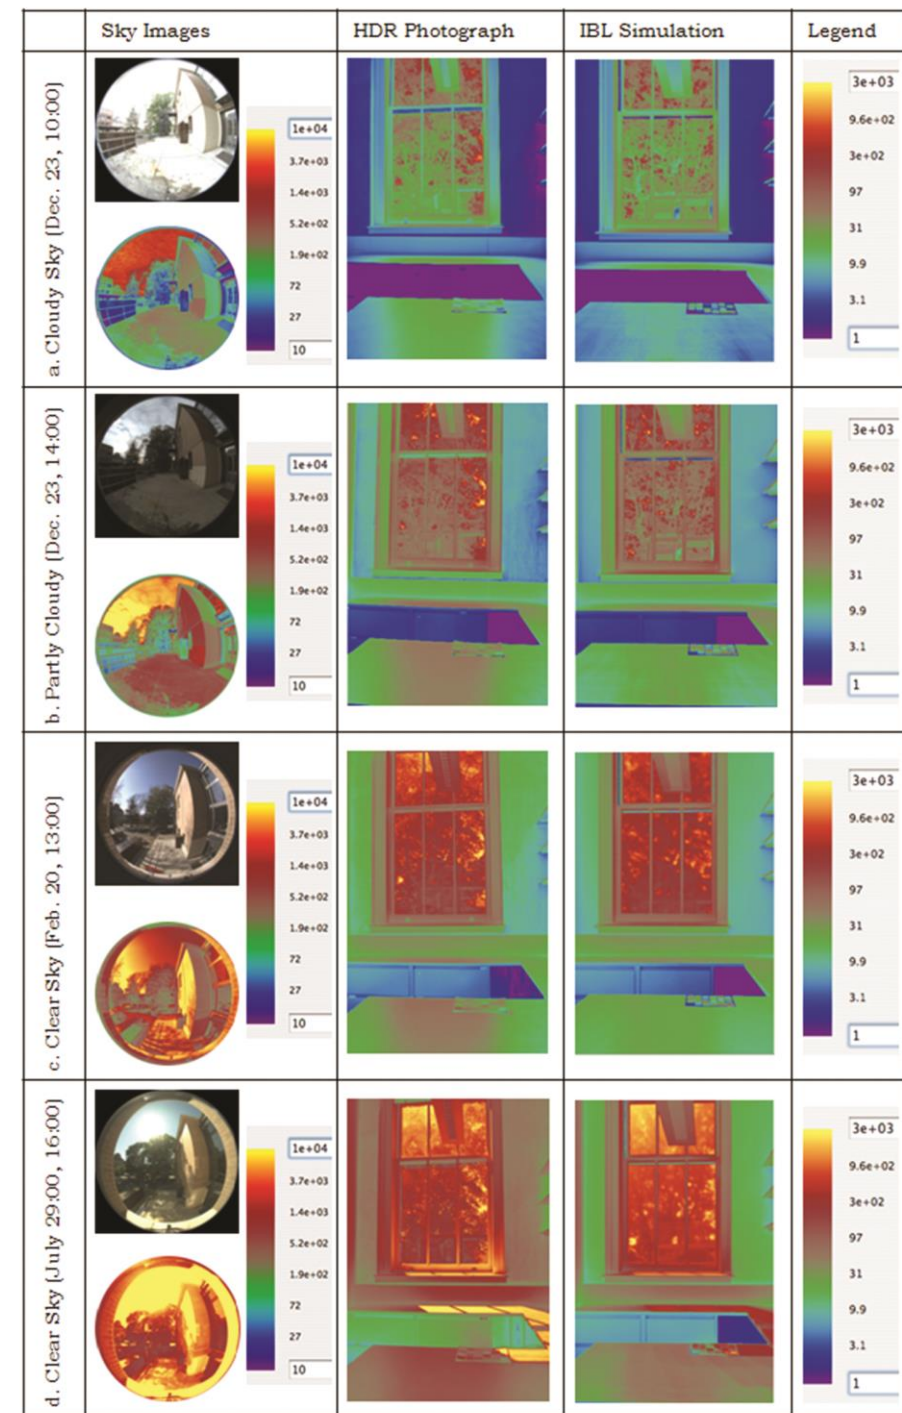 Sky Images
HDR Photograph
IBL Simulation
Legend
a. Cloudy Sky (Dec. 23, 10:00)
1e+04
3.7e+03
1.4e+03
5.2e+02
1.9e+02
72
27
10
3e+03
9.6e+02
3e+02
97
31
9.9
3.1
1
b. Partly Cloudy (Dec. 23, 14:00)
1e+04
3.7e+03
1.4e+03
5.2e+02
1.9e+02
72
27
10
3e+03
9.6e+02
3e+02
97
31
9.9
3.1
1
c. Clear Sky (Feb. 20, 13:00)
1e+04
3.7e+03
1.4e+03
5.2e+02
1.9e+02
72
27
10
3e+03
9.6e+02
3e+02
97
31
9.9
3.1
1
d. Clear Sky (July 29:00, 16:00)
1e+04
3.7e+03
1.4e+03
5.2e+02
1.9e+02
72
27
10
3e+03
9.6e+02
3e+02
97
31
9.9
3.1
1